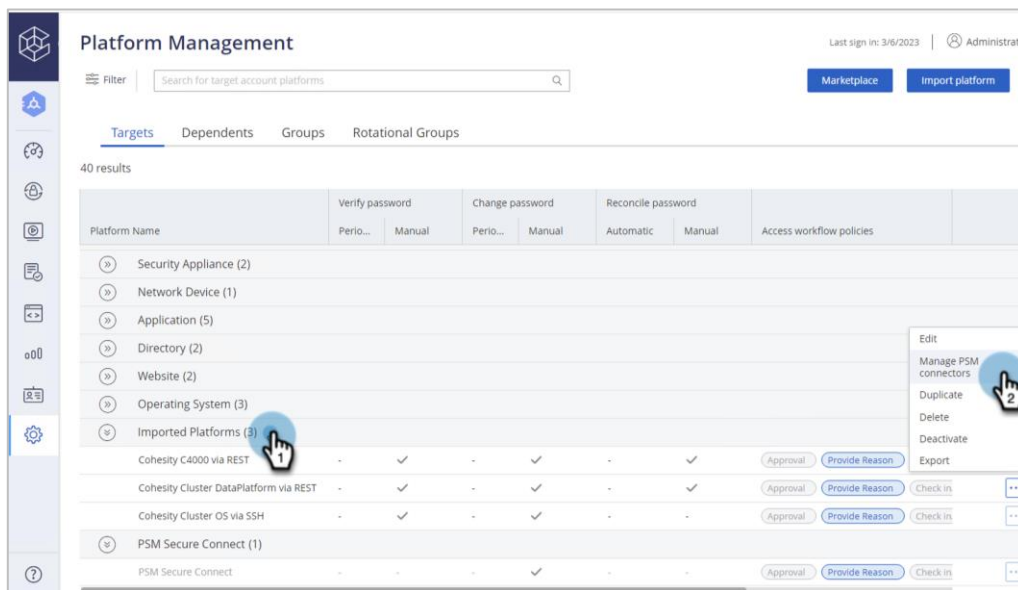 Platform Management
Last sign in: 3/6/2023
Administrat
Filter
Search for target account platforms
Marketplace
Import platform
Targets Dependents Groups Rotational Groups
40 results
Verify password Change password Reconcile password
Platform Name Perio... Manual Perio... Manual Automatic Manual Access workflow policies
Security Appliance (2)
Network Device (1)
Application (5)
Directory (2)
Website (2)
Operating System (3)
Imported Platforms (3)
1
Edit
Manage PSM
connectors
2
Duplicate
Delete
Deactivate
Export
Cohesity C4000 via REST - - - Approval Provide Reason
Cohesity Cluster DataPlatform via REST - - - Approval Provide Reason Check in
Cohesity Cluster OS via SSH - - - - Approval Provide Reason Check in
PSM Secure Connect (1)
PSM Secure Connect - - - - - Approval Provide Reason Check in
?